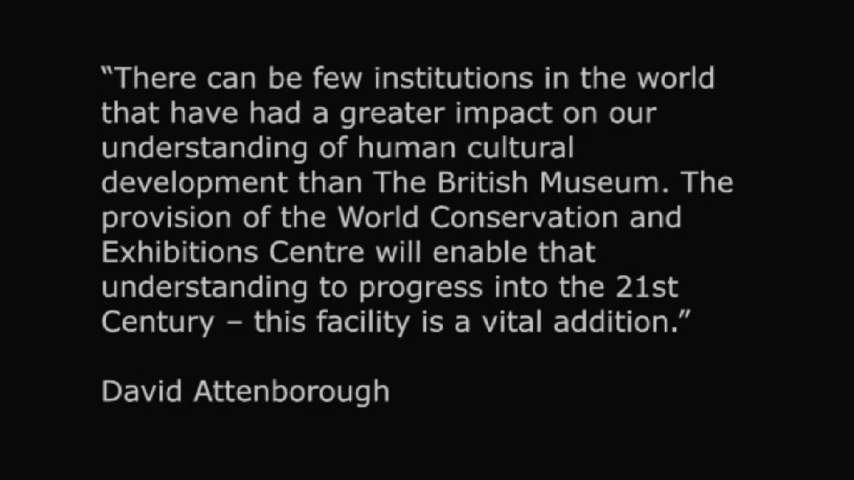 “There can be few institutions in the world
that have had a greater impact on our
understanding of human cultural
development than The British Museum. The
provision of the World Conservation and
Exhibitions Centre will enable that
understanding to progress into the 21st
Century – this facility is a vital addition.”
David Attenborough